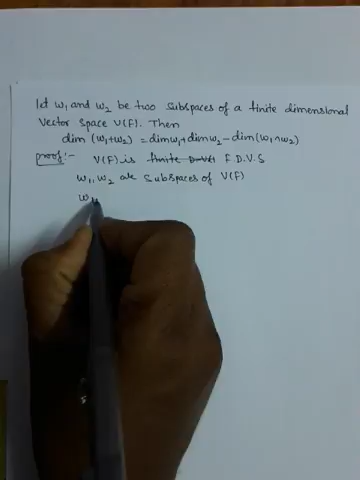 let w₁ and w₂ be two subspaces of a finite dimensional
vector space V(F). Then
dim (w₁+w₂) = dimw₁+dimw₂-dim(w₁∩w₂)
proof:- V(F) is finite D.V.S F.D.V.S
w₁, w₂ are subspaces of V(F)
w